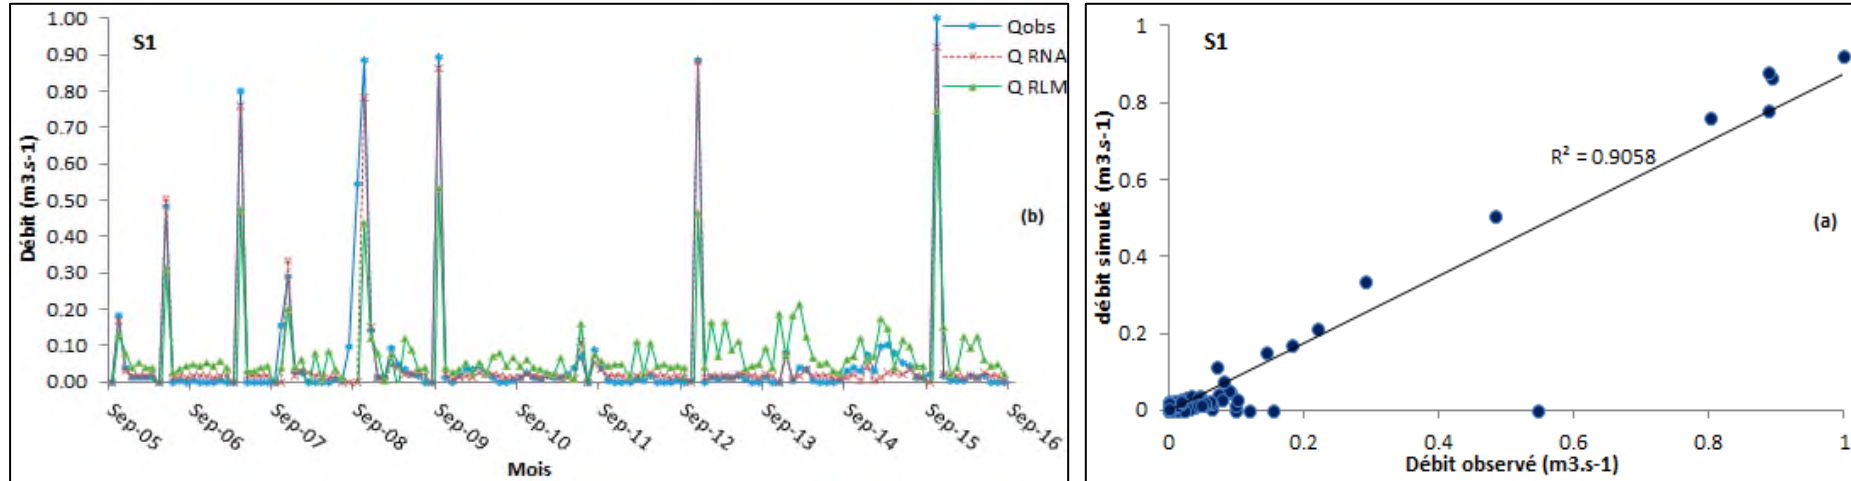 S1
Qobs
Q RNA
Q RLM
1.00
0.90
0.80
0.70
0.60
0.50
0.40
0.30
0.20
0.10
0.00
Débit (m3.s-1)
(b)
Sep-05
Sep-06
Sep-07
Sep-08
Sep-09
Sep-10
Sep-11
Sep-12
Sep-13
Sep-14
Sep-15
Sep-16
Mois
S1
1
0.8
0.6
0.4
0.2
0
débit simulé (m3.s-1)
R² = 0.9058
(a)
0 0.2 0.4 0.6 0.8 1
Débit observé (m3.s-1)